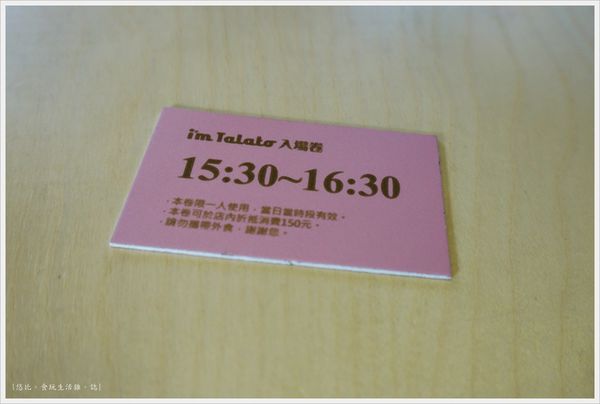 i'm Talato 入場卷
15:30~16:30
·本卷限一人使用，當日當時段有效。
·本卷可於店內折抵消費150元。
·請勿攜帶外食，謝謝您。
[悠比。食玩生活雜。誌]